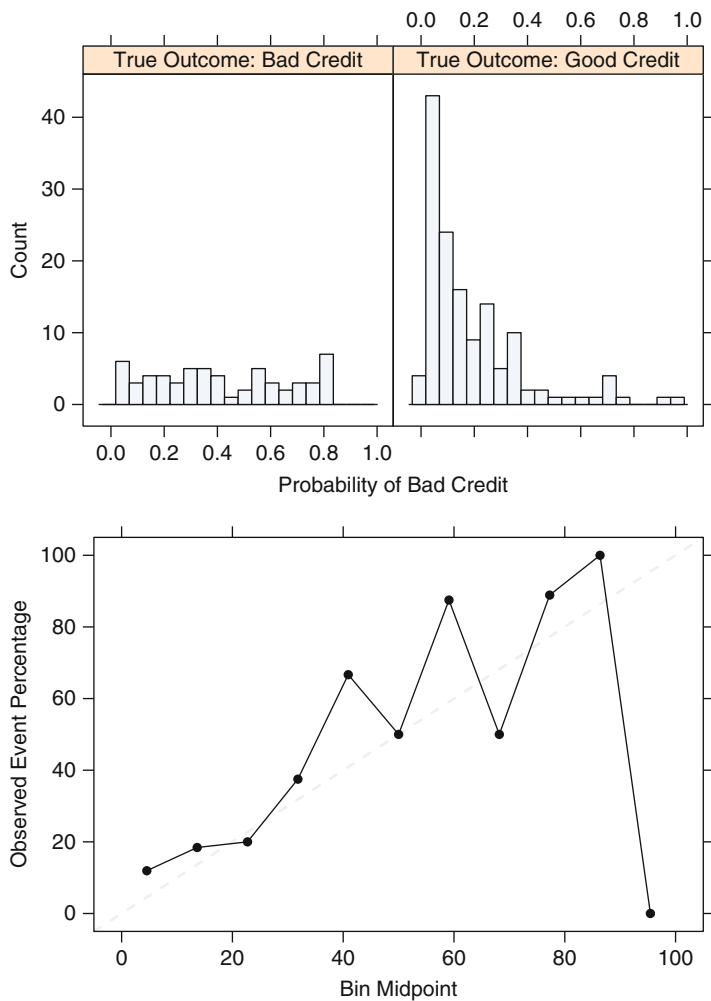 0.0 0.2 0.4 0.6 0.8 1.0
True Outcome: Bad Credit
True Outcome: Good Credit
40
30
20
10
0
Count
0.0 0.2 0.4 0.6 0.8 1.0
Probability of Bad Credit
100
80
60
40
20
0
Observed Event Percentage
0 20 40 60 80 100
Bin Midpoint